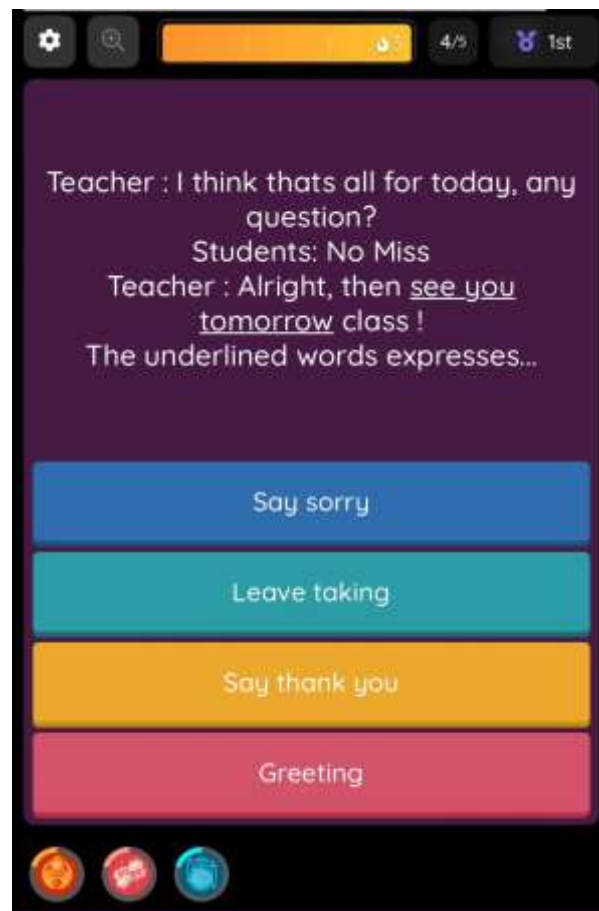 4/5
1st
Teacher : I think thats all for today, any
question?
Students: No Miss
Teacher : Alright, then see you
tomorrow class !
The underlined words expresses...
Say sorry
Leave taking
Say thank you
Greeting